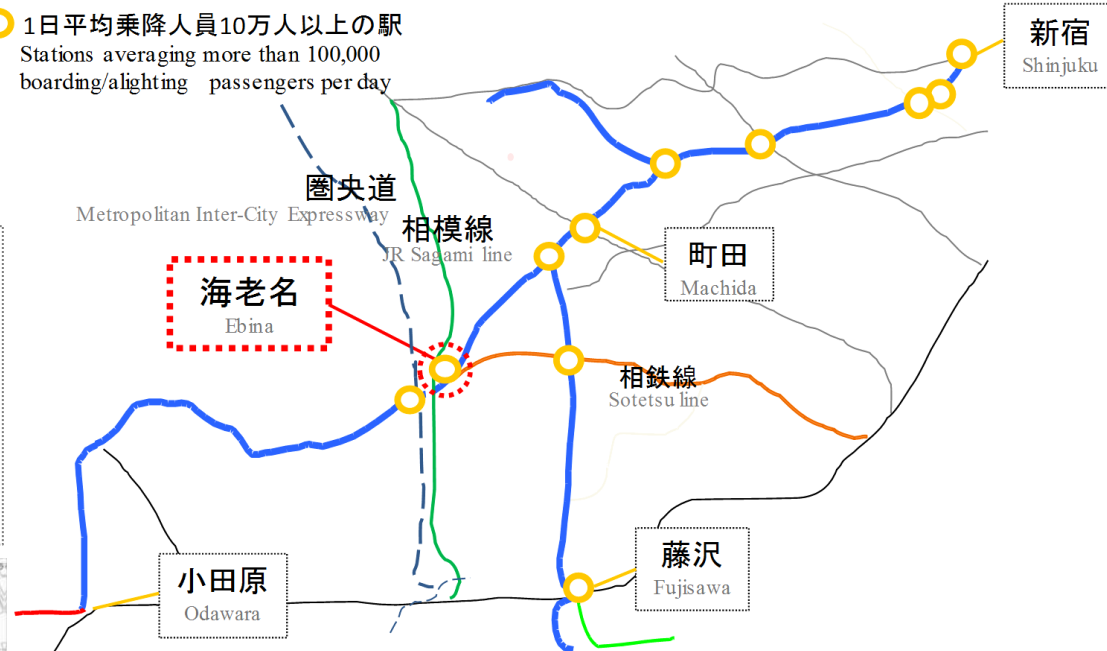 1日平均乗降人員10万人以上の駅
Stations averaging more than 100,000
boarding/alighting passengers per day
新宿
Shinjuku
圏央道
Metropolitan Inter-City Expressway
相模線
JR Sagami line
町田
Machida
海老名
Ebina
相鉄線
Sotetsu line
藤沢
Fujisawa
小田原
Odawara